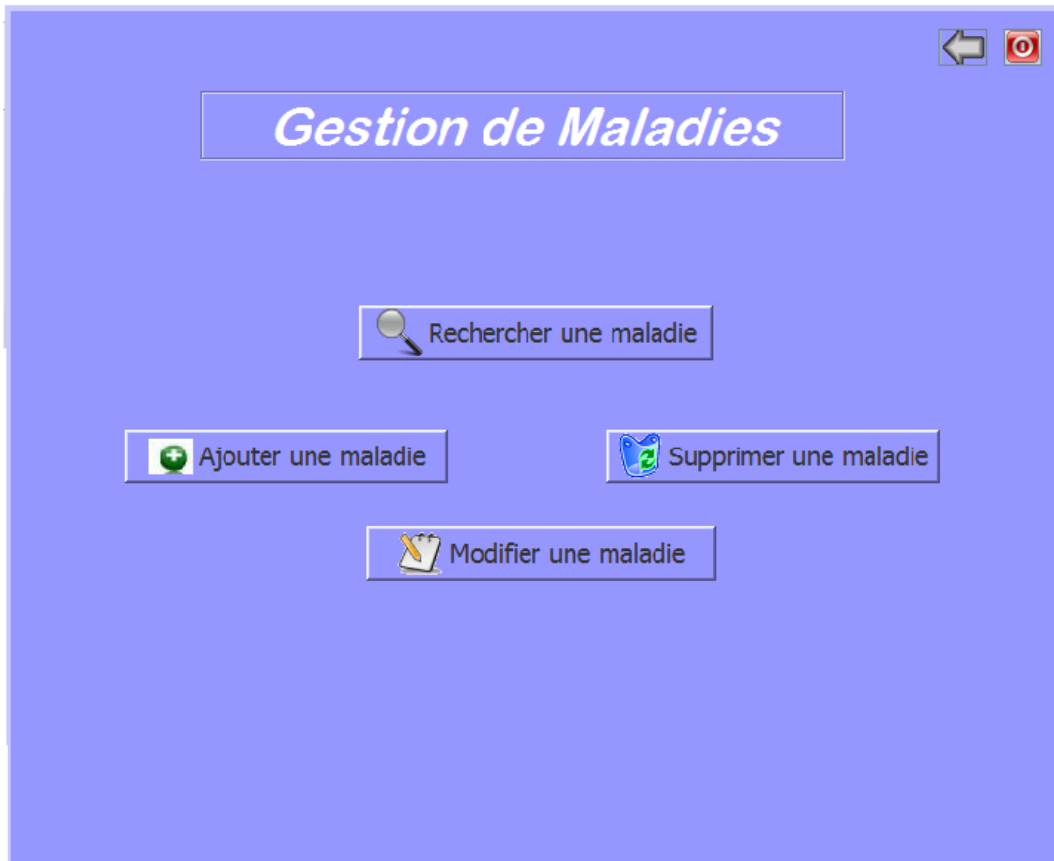 Gestion de Maladies
Rechercher une maladie
Ajouter une maladie
Supprimer une maladie
Modifier une maladie